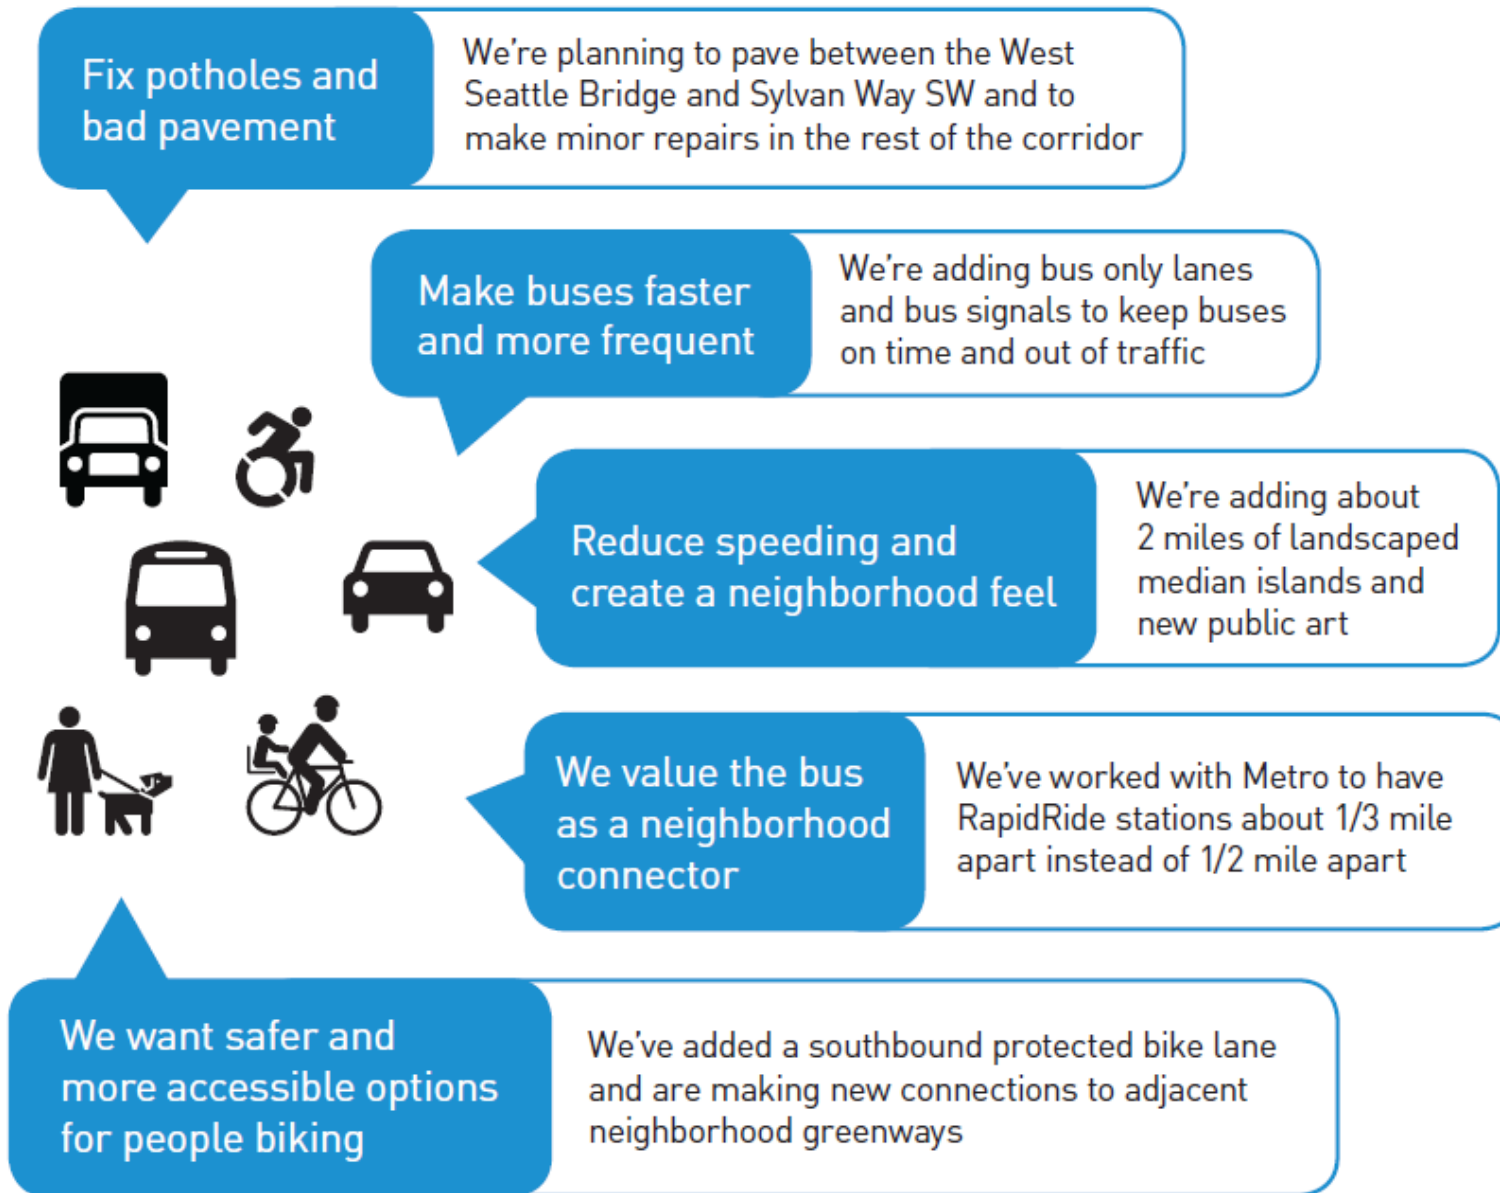 Fix potholes and
bad pavement
We're planning to pave between the West
Seattle Bridge and Sylvan Way SW and to
make minor repairs in the rest of the corridor
Make buses faster
and more frequent
We're adding bus only lanes
and bus signals to keep buses
on time and out of traffic
Reduce speeding and
create a neighborhood feel
We're adding about
2 miles of landscaped
median islands and
new public art
We value the bus
as a neighborhood
connector
We've worked with Metro to have
RapidRide stations about 1/3 mile
apart instead of 1/2 mile apart
We want safer and
more accessible options
for people biking
We've added a southbound protected bike lane
and are making new connections to adjacent
neighborhood greenways